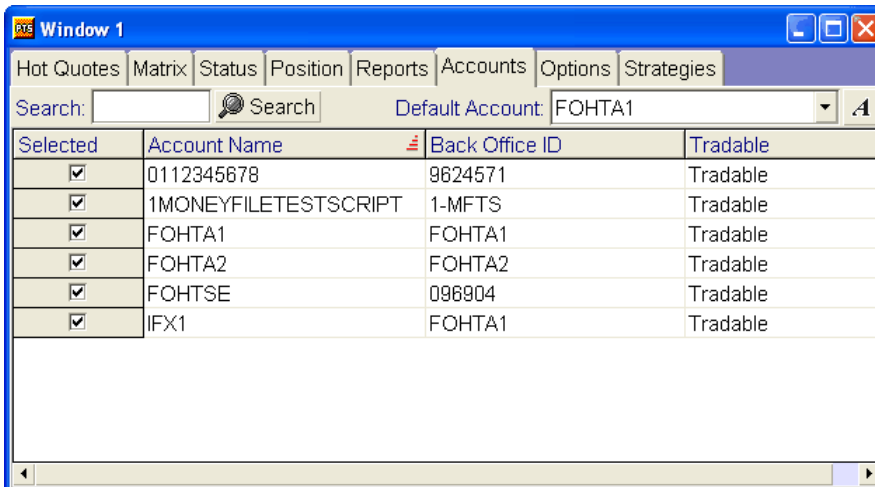 PTS Window 1
Hot Quotes Matrix Status Position Reports Accounts Options Strategies
Search: Search Default Account: FOHTA1 A
Selected Account Name Back Office ID Tradable
0112345678 9624571 Tradable
1MONEYFILETESTSCRIPT 1-MFTS Tradable
FOHTA1 FOHTA1 Tradable
FOHTA2 FOHTA2 Tradable
FOHTSE 096904 Tradable
IFX1 FOHTA1 Tradable